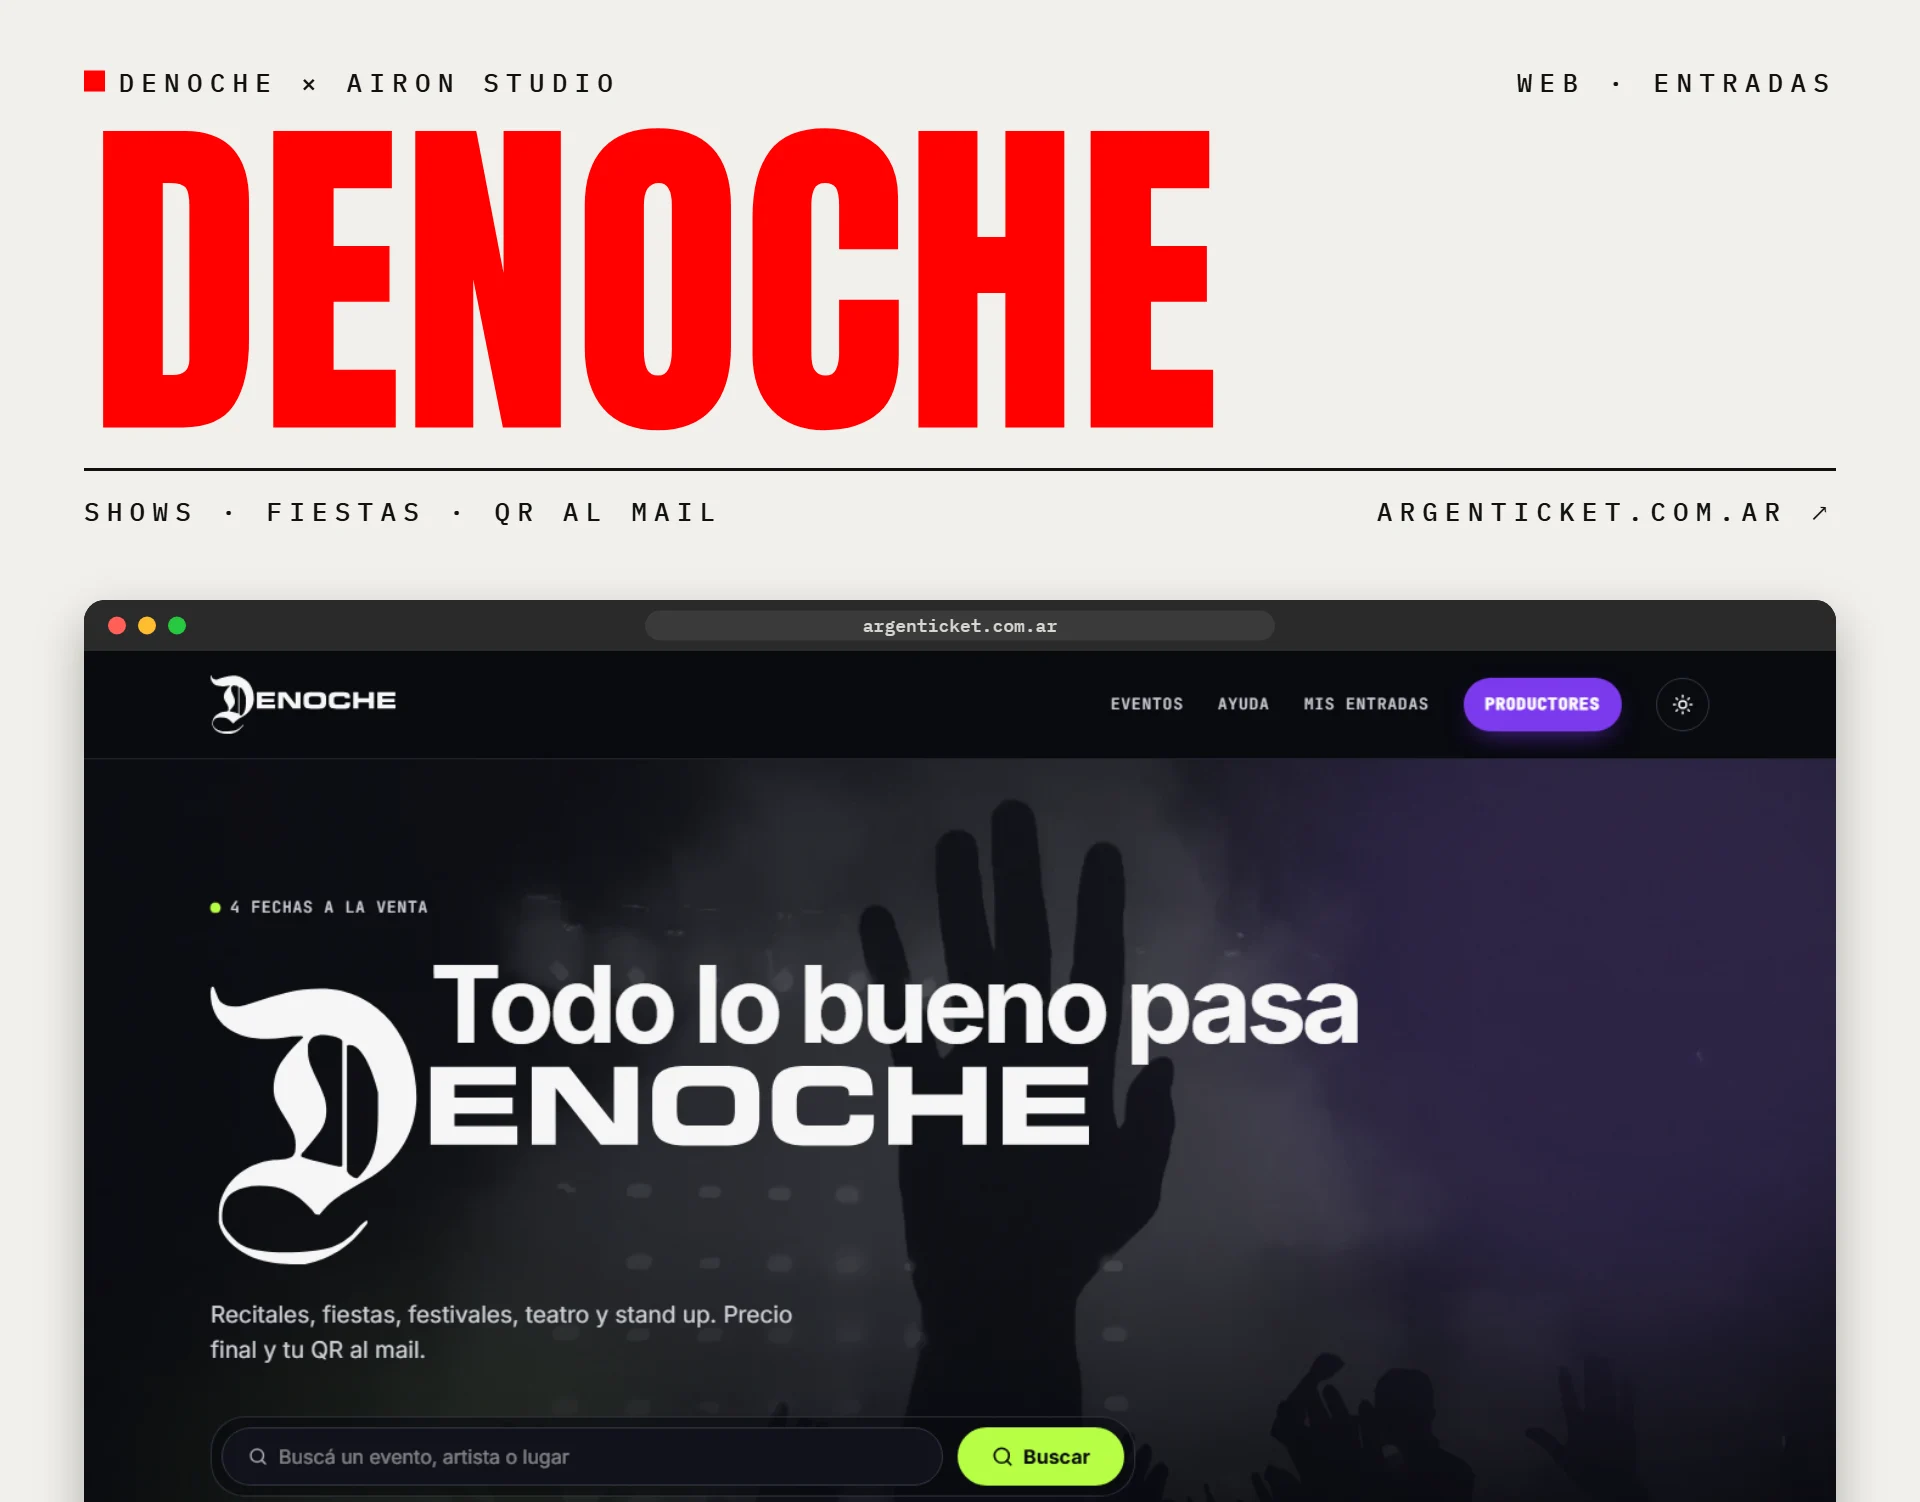 DENOCHE × AIRON STUDIO
WEB · ENTRADAS
DENOCHE
SHOWS · FIESTAS · QR AL MAIL
ARGENTICKET.COM.AR ↗
argenticket.com.ar
DENOCHE
EVENTOS
AYUDA
MIS ENTRADAS
PRODUCTORES
4 FECHAS A LA VENTA
Todo lo bueno pasa
DENOCHE
Recitales, fiestas, festivales, teatro y stand up. Precio
final y tu QR al mail.
Buscá un evento, artista o lugar
Buscar